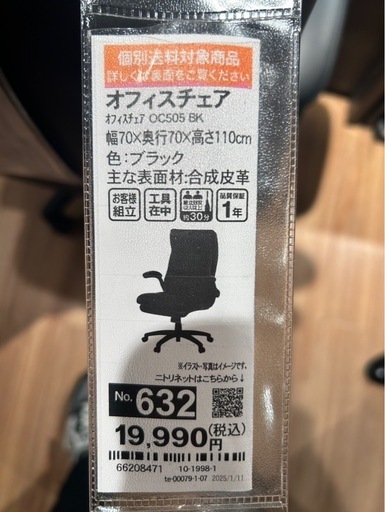 個別送料対象商品
詳しくは裏面をご覧ください
オフィスチェア
オフィスチェア OC505 BK
幅70×奥行70×高さ110cm
色:ブラック
主な表面材:合成皮革
お客様組立
工具在中
約30分
品質保証1年
※イラスト・写真はイメージです。
ニトリネットはこちらから↓
No. 632
19,990円(税込)
66208471 10-1998-1
te-00079-1-07 2025/1/11